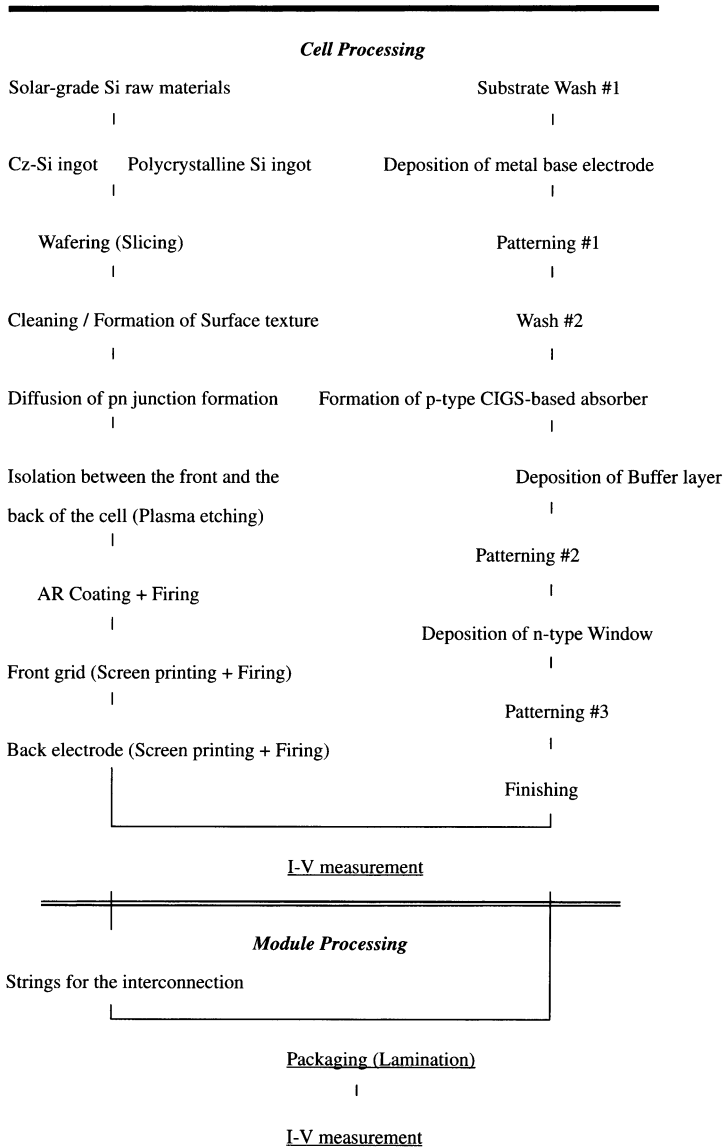 Cell Processing
Solar-grade Si raw materials
Cz-Si ingot Polycrystalline Si ingot
Wafering (Slicing)
Cleaning / Formation of Surface texture
Diffusion of pn junction formation
Isolation between the front and the
back of the cell (Plasma etching)
AR Coating + Firing
Front grid (Screen printing + Firing)
Back electrode (Screen printing + Firing)
Substrate Wash #1
Deposition of metal base electrode
Patterning #1
Wash #2
Formation of p-type CIGS-based absorber
Deposition of Buffer layer
Patterning #2
Deposition of n-type Window
Patterning #3
Finishing
I-V measurement
Module Processing
Strings for the interconnection
Packaging (Lamination)
I-V measurement